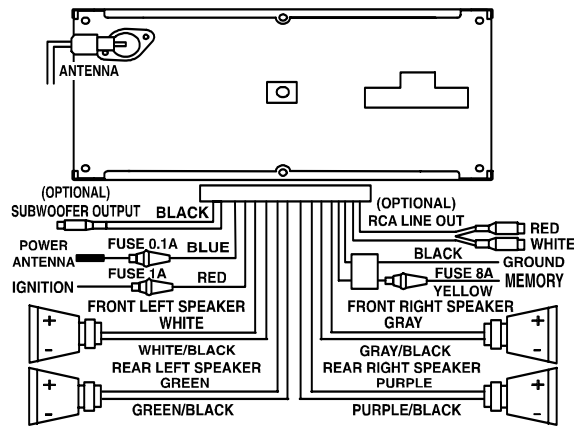 ANTENNA
(OPTIONAL)
SUBWOOFER OUTPUT
BLACK
(OPTIONAL)
RCA LINE OUT
RED
WHITE
POWER
ANTENNA
FUSE 0.1A
BLUE
BLACK
GROUND
IGNITION
FUSE 1A
RED
FUSE 8A
YELLOW
MEMORY
FRONT LEFT SPEAKER
WHITE
FRONT RIGHT SPEAKER
GRAY
+
-
WHITE/BLACK
GRAY/BLACK
+
-
REAR LEFT SPEAKER
GREEN
REAR RIGHT SPEAKER
PURPLE
+
-
GREEN/BLACK
PURPLE/BLACK
+
-